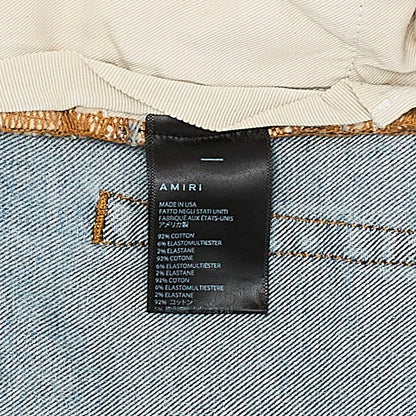 AMIRI
MADE IN USA
FATTO NEGLI STATI UNITI
FABRIQUÉ AUX ÉTATS-UNIS
アメリカ製
92% COTTON
6% ELASTOMULTIESTER
2% ELASTANE
92% COTONE
6% ELASTOMULTIESTER
2% ELASTANE
92% COTON
6% ELASTOMULTIESTERE
2% ELASTANE
92% コットン